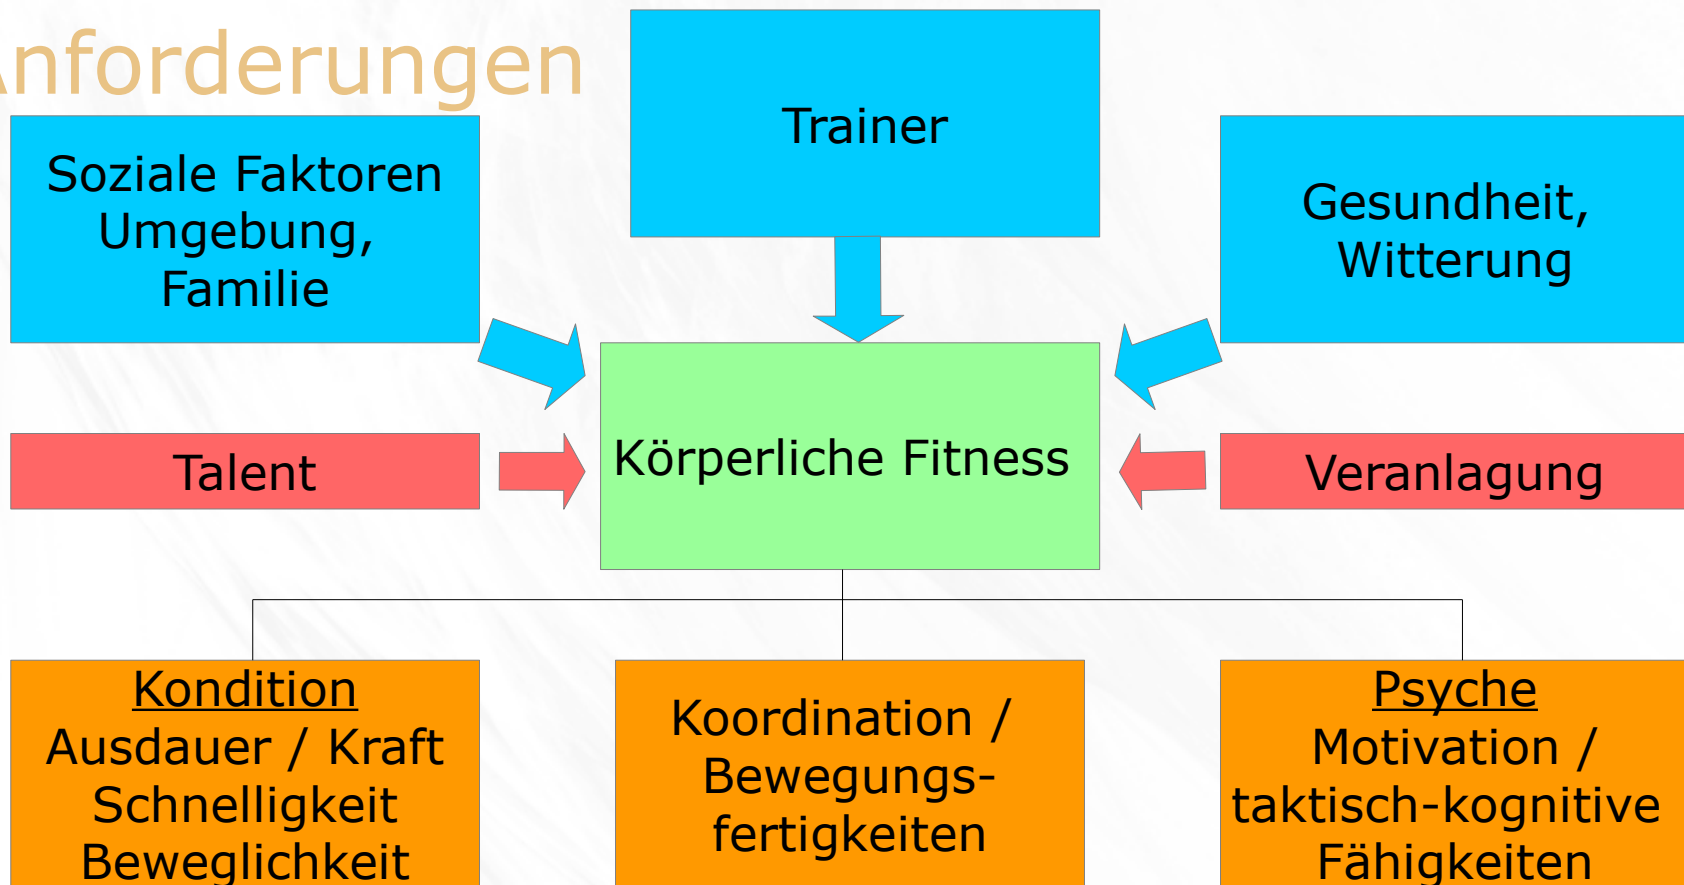 Anforderungen
Trainer
Soziale Faktoren
Umgebung,
Familie
Gesundheit,
Witterung
Talent
Körperliche Fitness
Veranlagung
Kondition
Ausdauer / Kraft
Schnelligkeit
Beweglichkeit
Koordination /
Bewegungs-
fertigkeiten
Psyche
Motivation /
taktisch-kognitive
Fähigkeiten